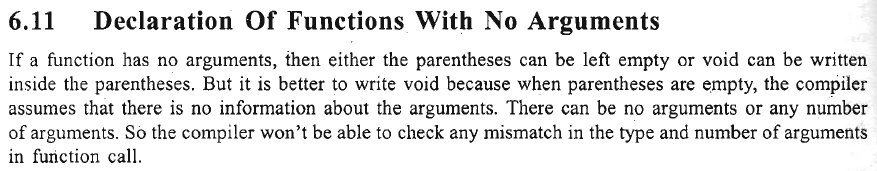 6.11 Declaration Of Functions With No Arguments
If a function has no arguments, then either the parentheses can be left empty or void can be written
inside the parentheses. But it is better to write void because when parentheses are empty, the compiler
assumes that there is no information about the arguments. There can be no arguments or any number
of arguments. So the compiler won't be able to check any mismatch in the type and number of arguments
in function call.